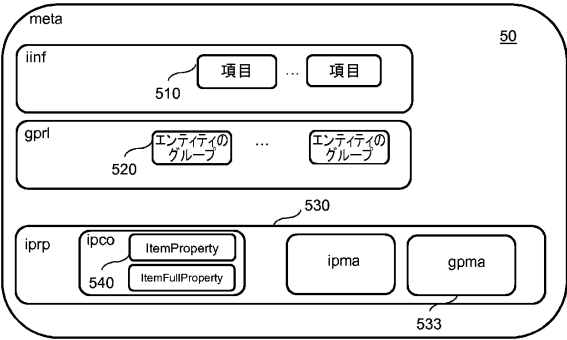 meta
50
iinf
項目
…
項目
510
gprl
エンティティの
グループ
…
エンティティの
グループ
520
530
iprp
ipco
ItemProperty
ItemFullProperty
540
ipma
gpma
533